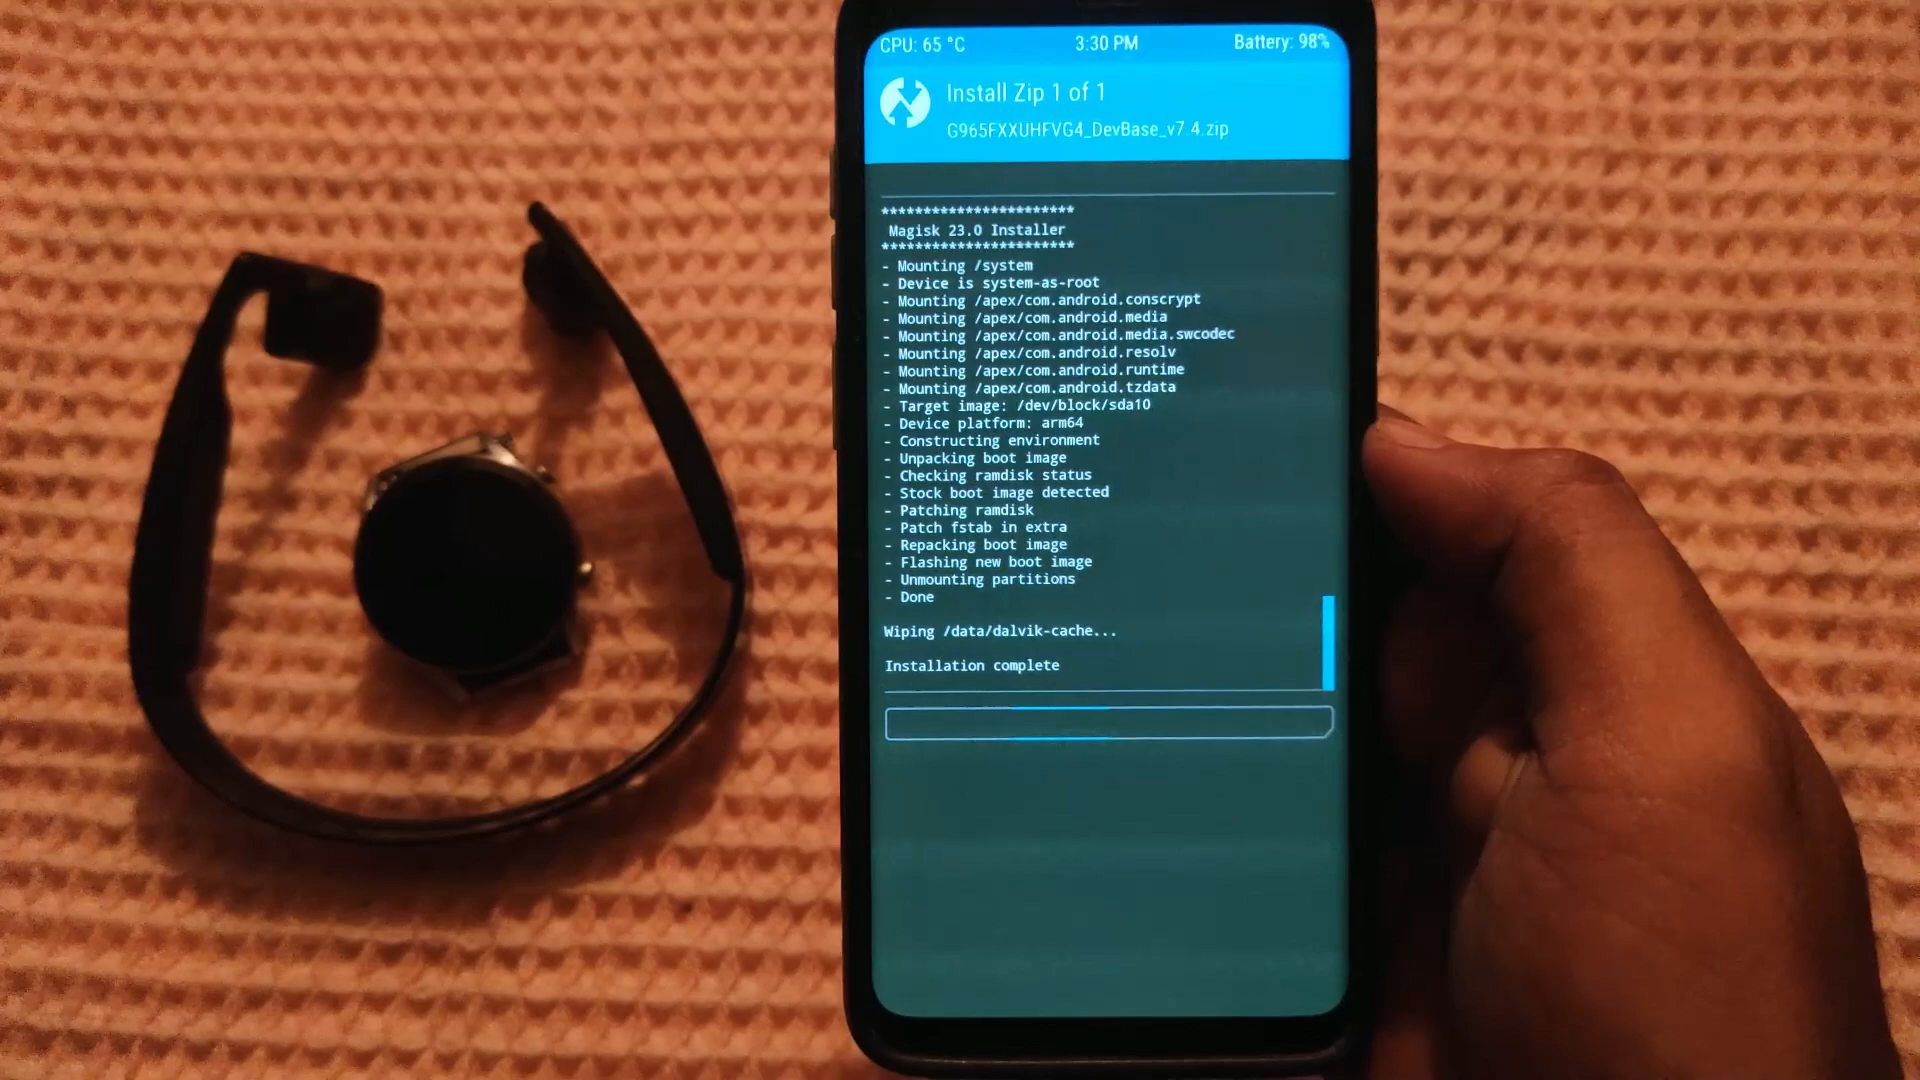 CPU: 65 °C 3:30 PM Battery: 98%
Install Zip 1 of 1
G965FXXUHFVG4_DevBase_v7.4.zip
***********************
Magisk 23.0 Installer
***********************
- Mounting /system
- Device is system-as-root
- Mounting /apex/com.android.conscrypt
- Mounting /apex/com.android.media
- Mounting /apex/com.android.media.swcodec
- Mounting /apex/com.android.resolv
- Mounting /apex/com.android.runtime
- Mounting /apex/com.android.tzdata
- Target image: /dev/block/sda10
- Device platform: arm64
- Constructing environment
- Unpacking boot image
- Checking ramdisk status
- Stock boot image detected
- Patching ramdisk
- Patch fstab in extra
- Repacking boot image
- Flashing new boot image
- Unmounting partitions
- Done
Wiping /data/dalvik-cache...
Installation complete